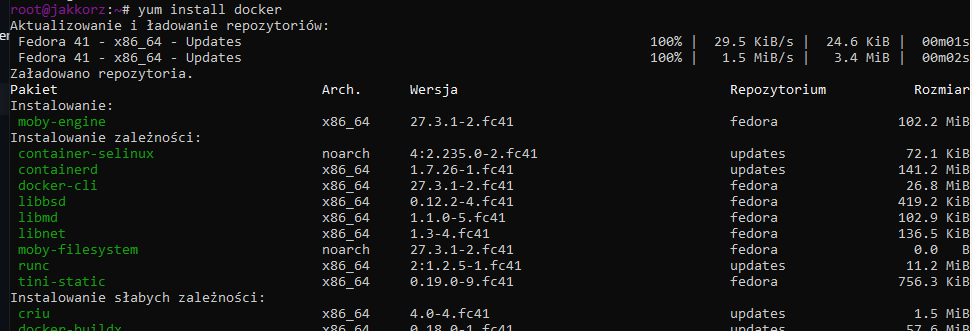 root@jakkorz:~# yum install docker
Aktualizowanie i ładowanie repozytoriów:
Fedora 41 - x86_64 - Updates 100% | 29.5 KiB/s | 24.6 KiB | 00m01s
Fedora 41 - x86_64 - Updates 100% | 1.5 MiB/s | 3.4 MiB | 00m02s
Załadowano repozytoria.
Pakiet Arch. Wersja Repozytorium Rozmiar
Instalowanie:
moby-engine x86_64 27.3.1-2.fc41 fedora 102.2 MiB
Instalowanie zależności:
container-selinux noarch 4:2.235.0-2.fc41 updates 72.1 KiB
containerd x86_64 1.7.26-1.fc41 updates 141.2 MiB
docker-cli x86_64 27.3.1-2.fc41 fedora 26.8 MiB
libbsd x86_64 0.12.2-4.fc41 fedora 419.2 KiB
libmd x86_64 1.1.0-5.fc41 fedora 102.9 KiB
libnet x86_64 1.3-4.fc41 fedora 136.5 KiB
moby-filesystem noarch 27.3.1-2.fc41 fedora 0.0 B
runc x86_64 2:1.2.5-1.fc41 updates 11.2 MiB
tini-static x86_64 0.19.0-9.fc41 fedora 756.3 KiB
Instalowanie słabych zależności:
criu x86_64 4.0-4.fc41 updates 1.5 MiB
docker-buildx x86_64 0.18.0-1.fc41 updates 57.6 MiB